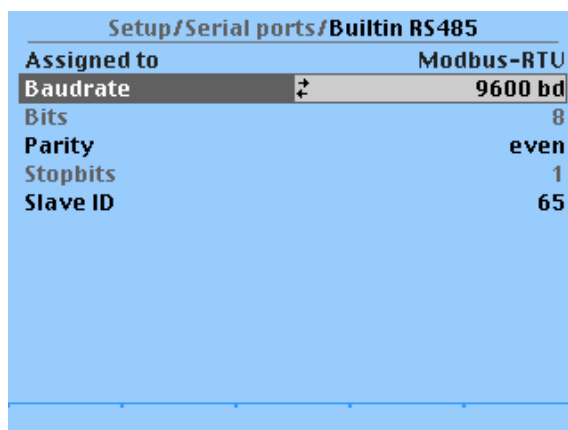 Setup/Serial ports/Builtin RS485
Assigned to Modbus-RTU
Baudrate 9600 bd
Bits 8
Parity even
Stopbits 1
Slave ID 65